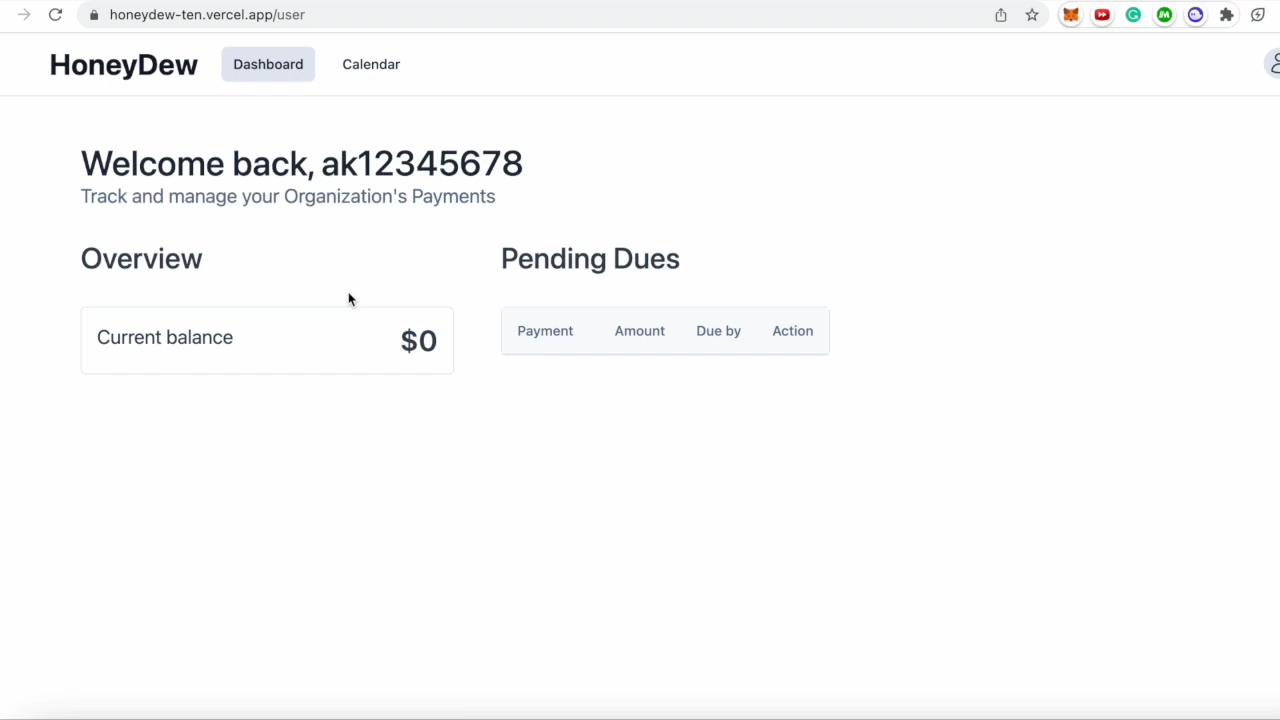 honeydew-ten.vercel.app/user
HoneyDew Dashboard Calendar
Welcome back, ak12345678
Track and manage your Organization's Payments
Overview
Pending Dues
Current balance $0
Payment Amount Due by Action